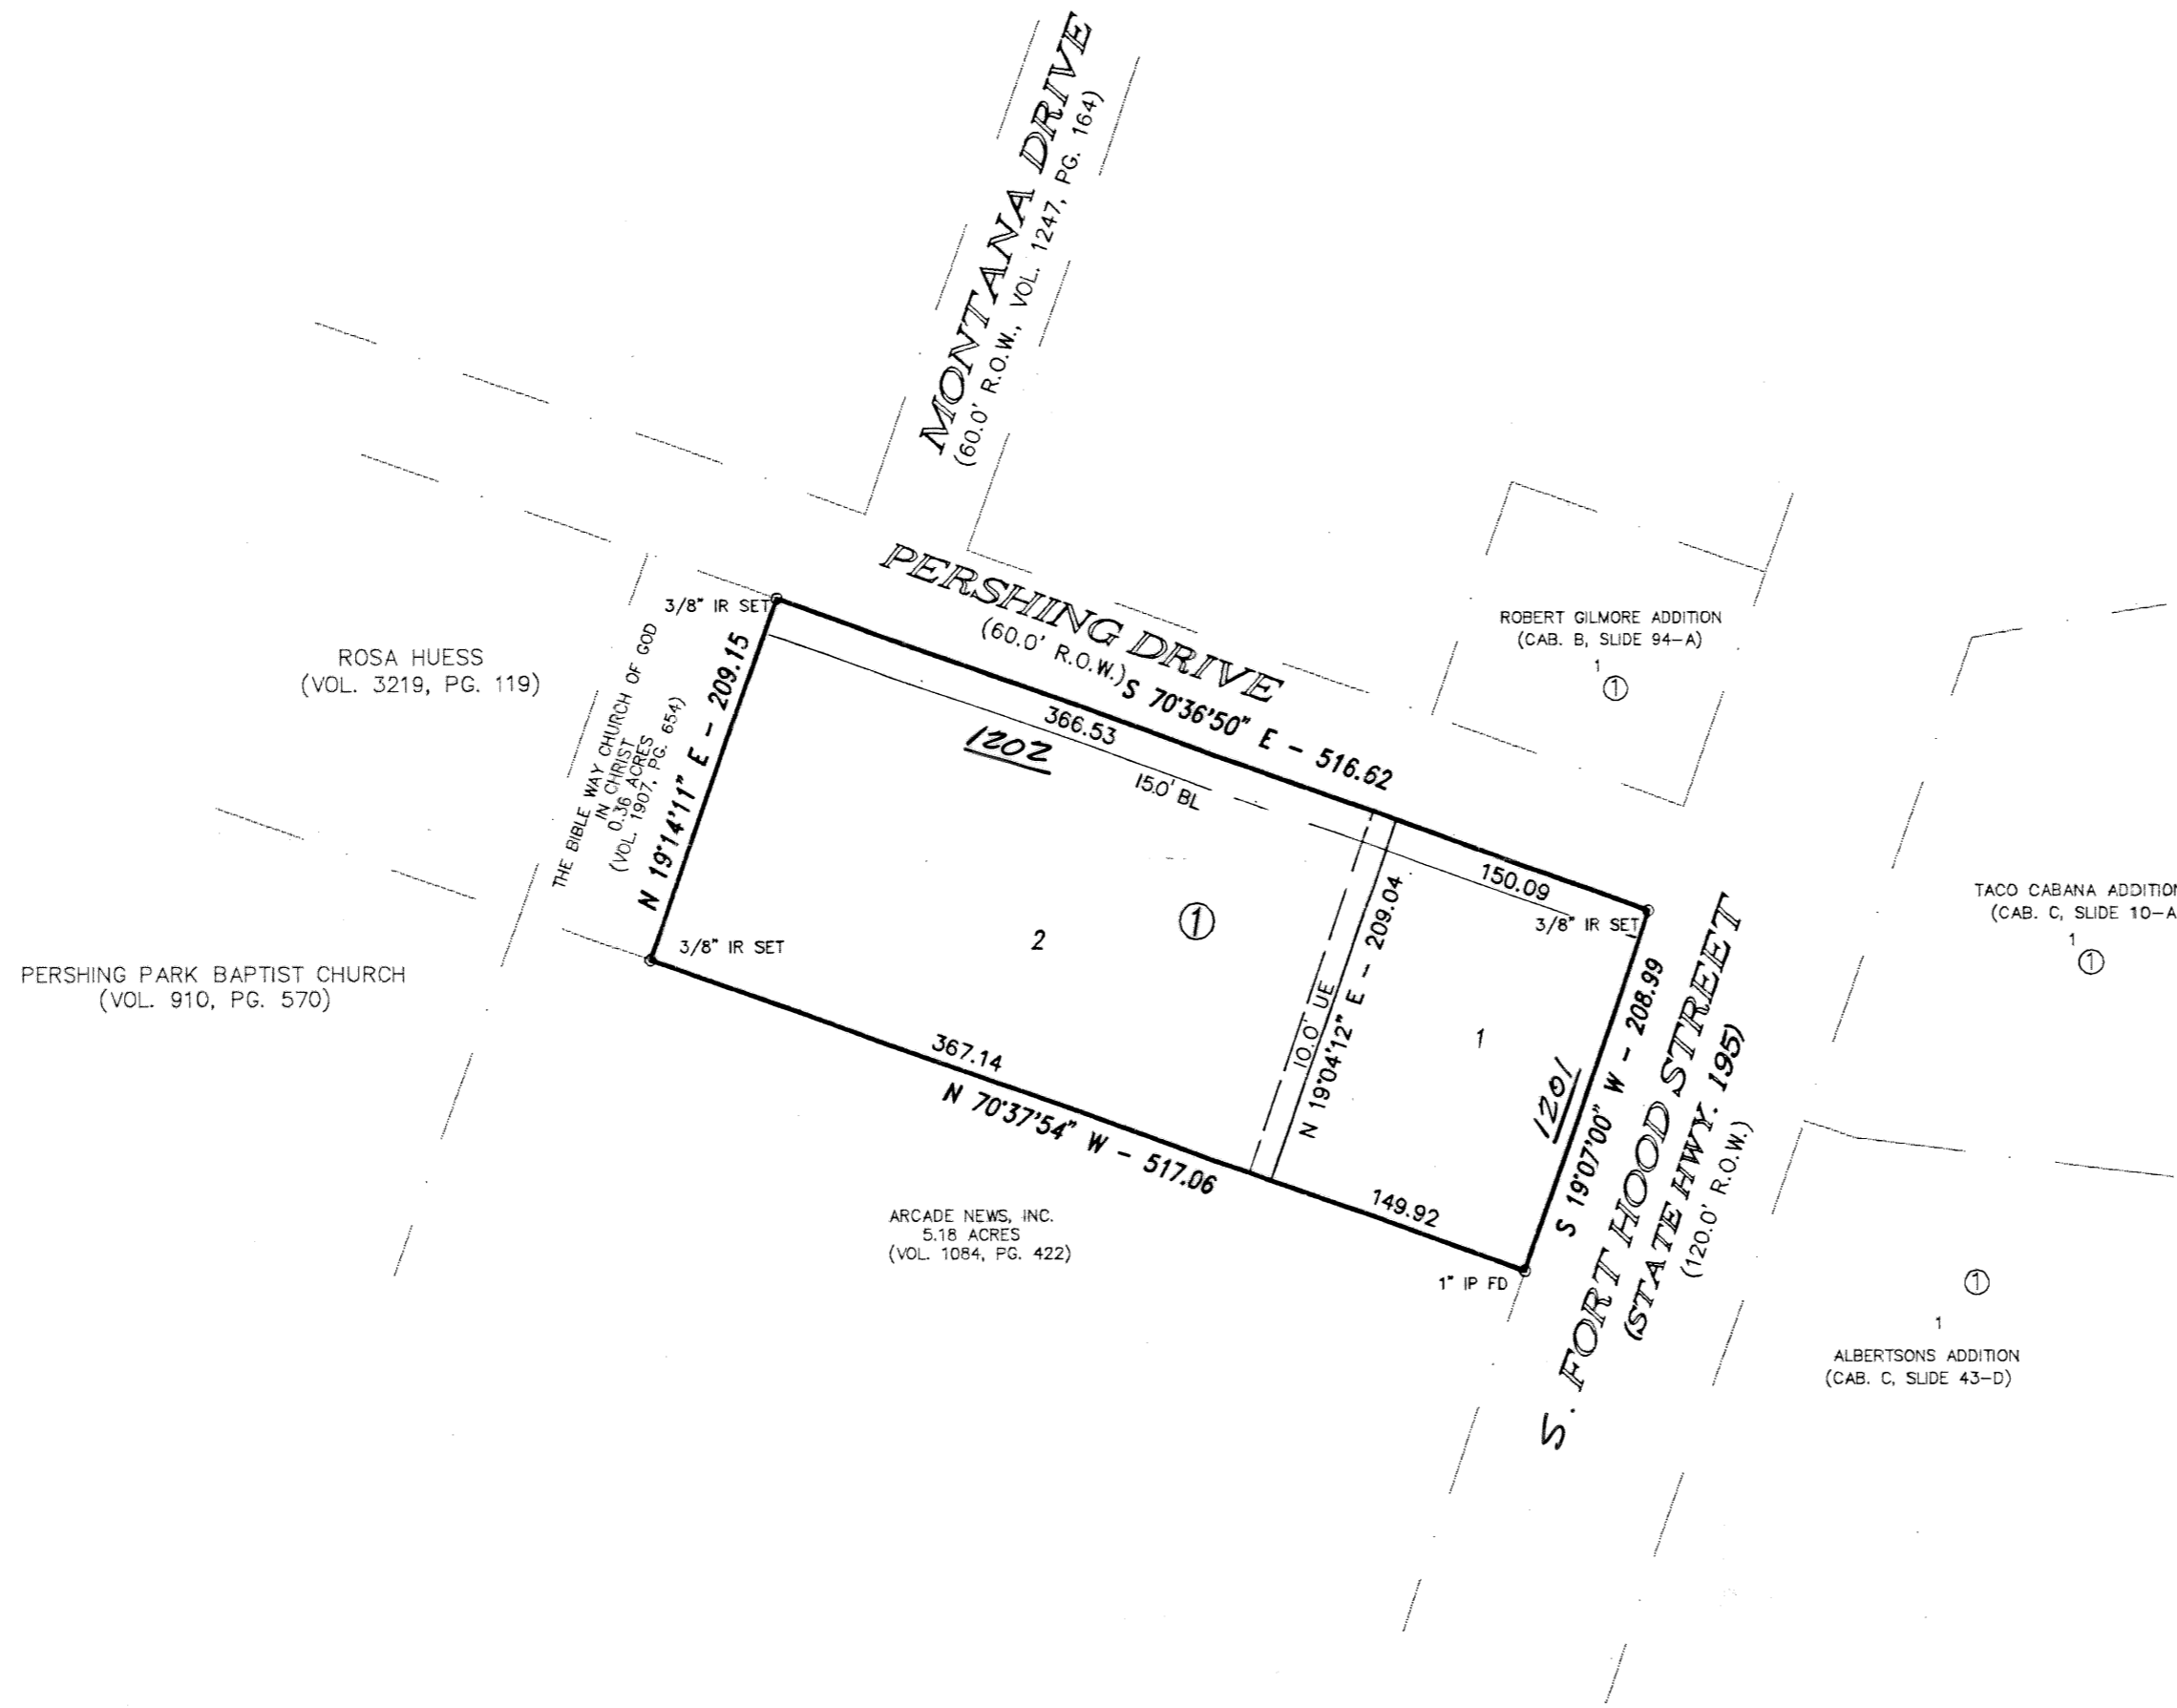 MONTANA DRIVE
(60.0' R.O.W., VOL. 1247, PG. 164)
PERSHING DRIVE
(60.0' R.O.W.)
S 70°36'50" E - 516.62
366.53
1202
15.0' BL
150.09
3/8" IR SET
3/8" IR SET
3/8" IR SET
N 19°14'11" E - 209.15
THE BIBLE WAY CHURCH OF GOD
IN CHRIST
0.36 ACRES
(VOL. 1907, PG. 654)
ROSA HUESS
(VOL. 3219, PG. 119)
PERSHING PARK BAPTIST CHURCH
(VOL. 910, PG. 570)
ROBERT GILMORE ADDITION
(CAB. B, SLIDE 94-A)
1
1
TACO CABANA ADDITION
(CAB. C, SLIDE 10-A
1
1
2
1
10.0' UE
N 19°04'12" E - 209.04
1
1201
S 19°07'00" W - 208.99
S. FORT HOOD STREET
(STATE HWY. 195)
(120.0' R.O.W.)
367.14
N 70°37'54" W - 517.06
149.92
1" IP FD
ARCADE NEWS, INC.
5.18 ACRES
(VOL. 1084, PG. 422)
1
1
ALBERTSONS ADDITION
(CAB. C, SLIDE 43-D)